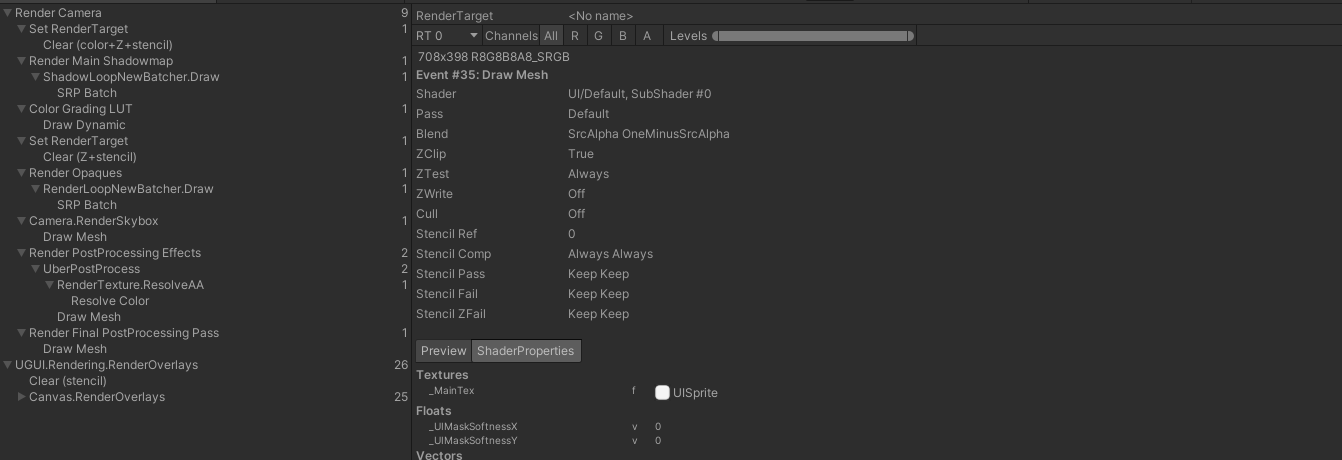 Render Camera 9
Set RenderTarget 1
Clear (color+Z+stencil)
Render Main Shadowmap 1
ShadowLoopNewBatcher.Draw 1
SRP Batch
Color Grading LUT 1
Draw Dynamic
Set RenderTarget 1
Clear (Z+stencil)
Render Opaques 1
RenderLoopNewBatcher.Draw 1
SRP Batch
Camera.RenderSkybox 1
Draw Mesh
Render PostProcessing Effects 2
UberPostProcess 2
RenderTexture.ResolveAA 1
Resolve Color
Draw Mesh
Render Final PostProcessing Pass 1
Draw Mesh
UGUI.Rendering.RenderOverlays 26
Clear (stencil)
Canvas.RenderOverlays 25
RenderTarget <No name>
RT 0 Channels All R G B A Levels
708x398 R8G8B8A8_SRGB
Event #35: Draw Mesh
Shader UI/Default, SubShader #0
Pass Default
Blend SrcAlpha OneMinusSrcAlpha
ZClip True
ZTest Always
ZWrite Off
Cull Off
Stencil Ref 0
Stencil Comp Always Always
Stencil Pass Keep Keep
Stencil Fail Keep Keep
Stencil ZFail Keep Keep
Preview ShaderProperties
Textures
_MainTex f UISprite
Floats
_UIMaskSoftnessX v 0
_UIMaskSoftnessY v 0
Vectors